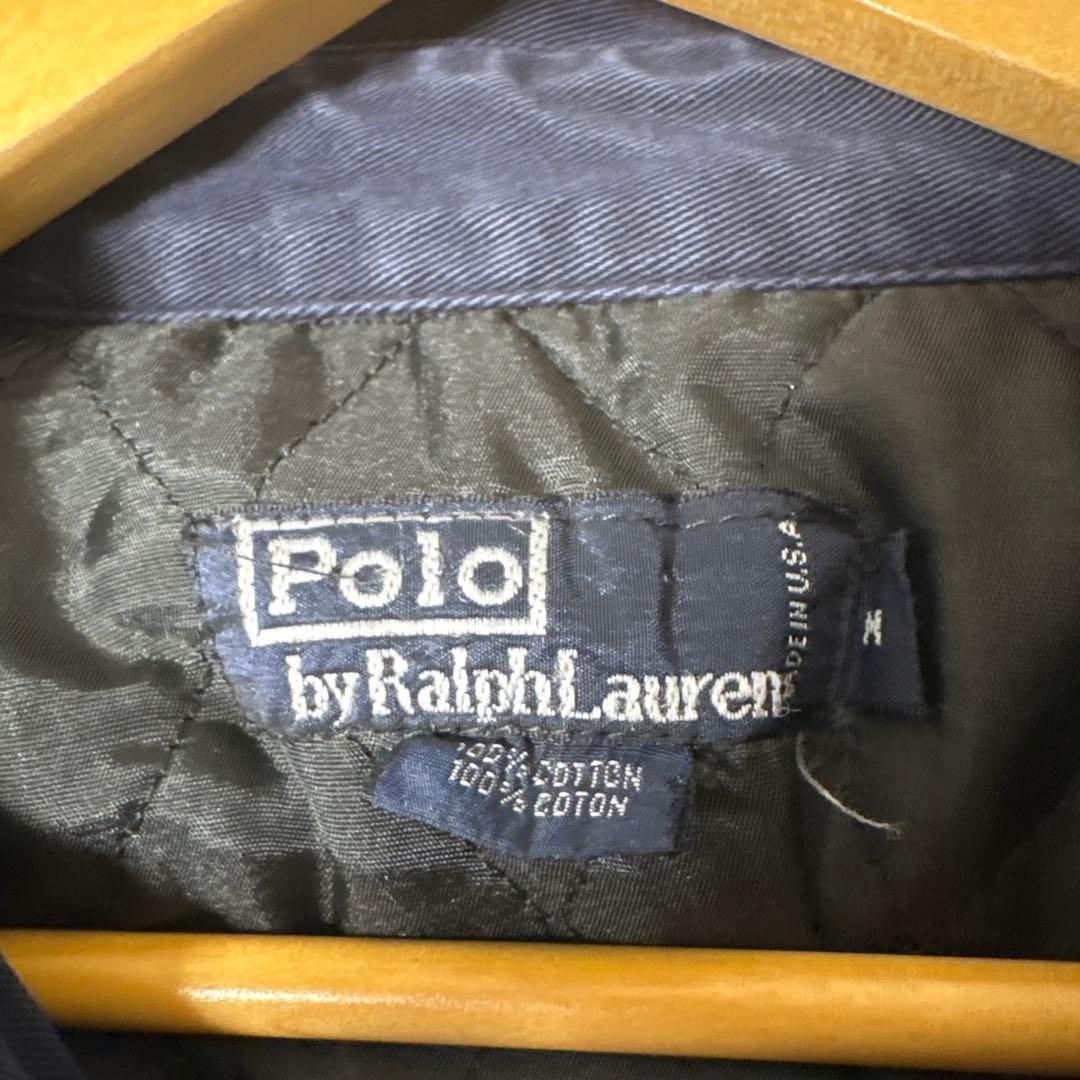 Polo
by Ralph Lauren
MADE IN U.S.A
M
100% COTTON
100% COTON